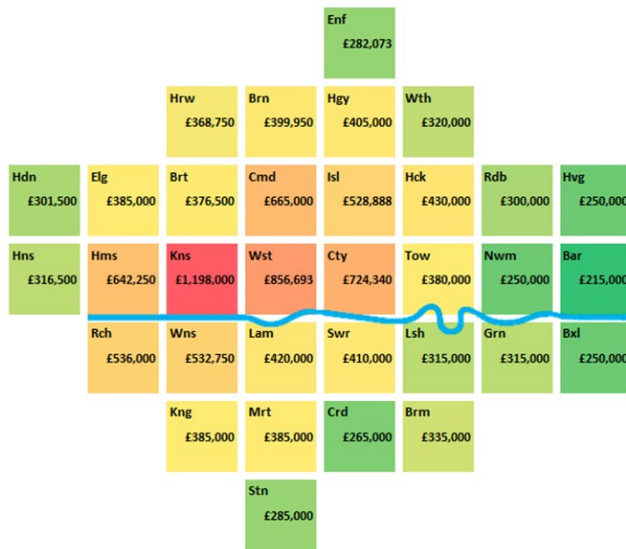 Enf
£282,073
Hrw
£368,750
Brn
£399,950
Hgy
£405,000
Wth
£320,000
Hdn
£301,500
Elg
£385,000
Brt
£376,500
Cmd
£665,000
Isl
£528,888
Hck
£430,000
Rdb
£300,000
Hvg
£250,000
Hns
£316,500
Hms
£642,250
Kns
£1,198,000
Wst
£856,693
Cty
£724,340
Tow
£380,000
Nwm
£250,000
Bar
£215,000
Rch
£536,000
Wns
£532,750
Lam
£420,000
Swr
£410,000
Lsh
£315,000
Grn
£315,000
Bxl
£250,000
Kng
£385,000
Mrt
£385,000
Crd
£265,000
Brm
£335,000
Stn
£285,000